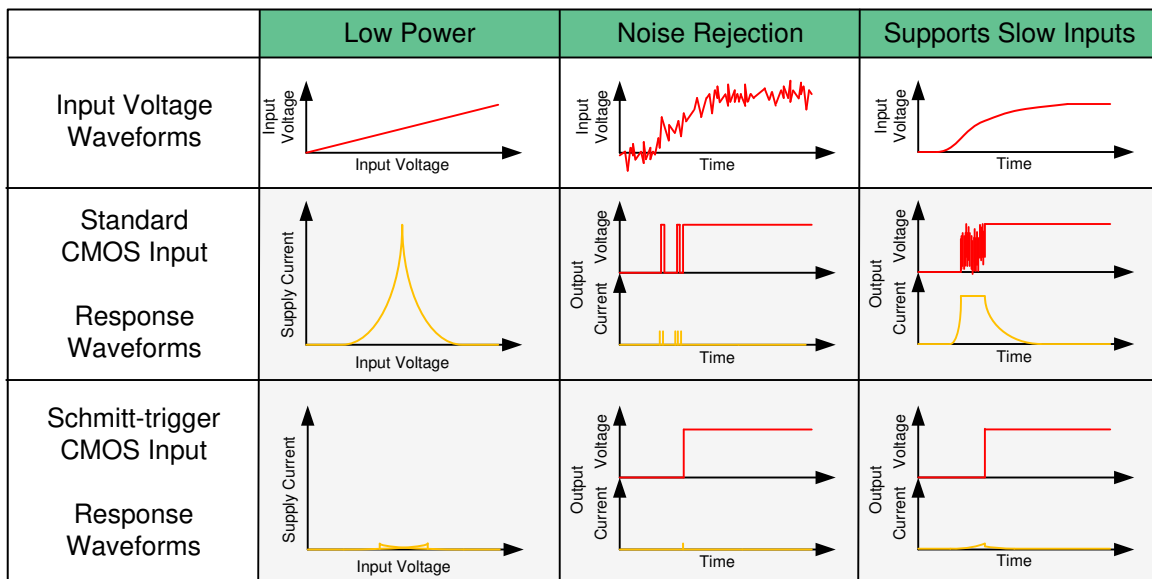 Low Power
Noise Rejection
Supports Slow Inputs
Input Voltage
Waveforms
Input
Voltage
Input Voltage
Input
Voltage
Time
Input
Voltage
Time
Standard
CMOS Input
Response
Waveforms
Supply Current
Input Voltage
Output
Voltage
Current
Time
Output
Voltage
Current
Time
Schmitt-trigger
CMOS Input
Response
Waveforms
Supply Current
Input Voltage
Output
Voltage
Current
Time
Output
Voltage
Current
Time